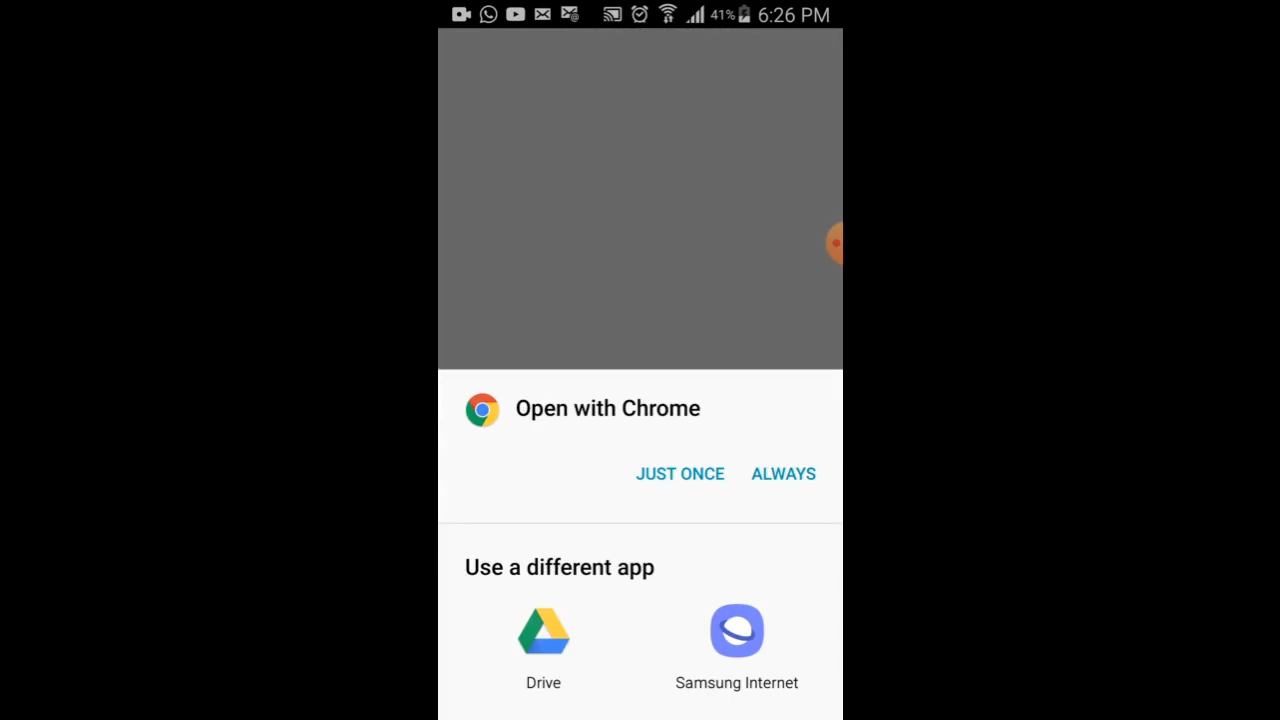 41% 6:26 PM
Open with Chrome
JUST ONCE ALWAYS
Use a different app
Drive Samsung Internet